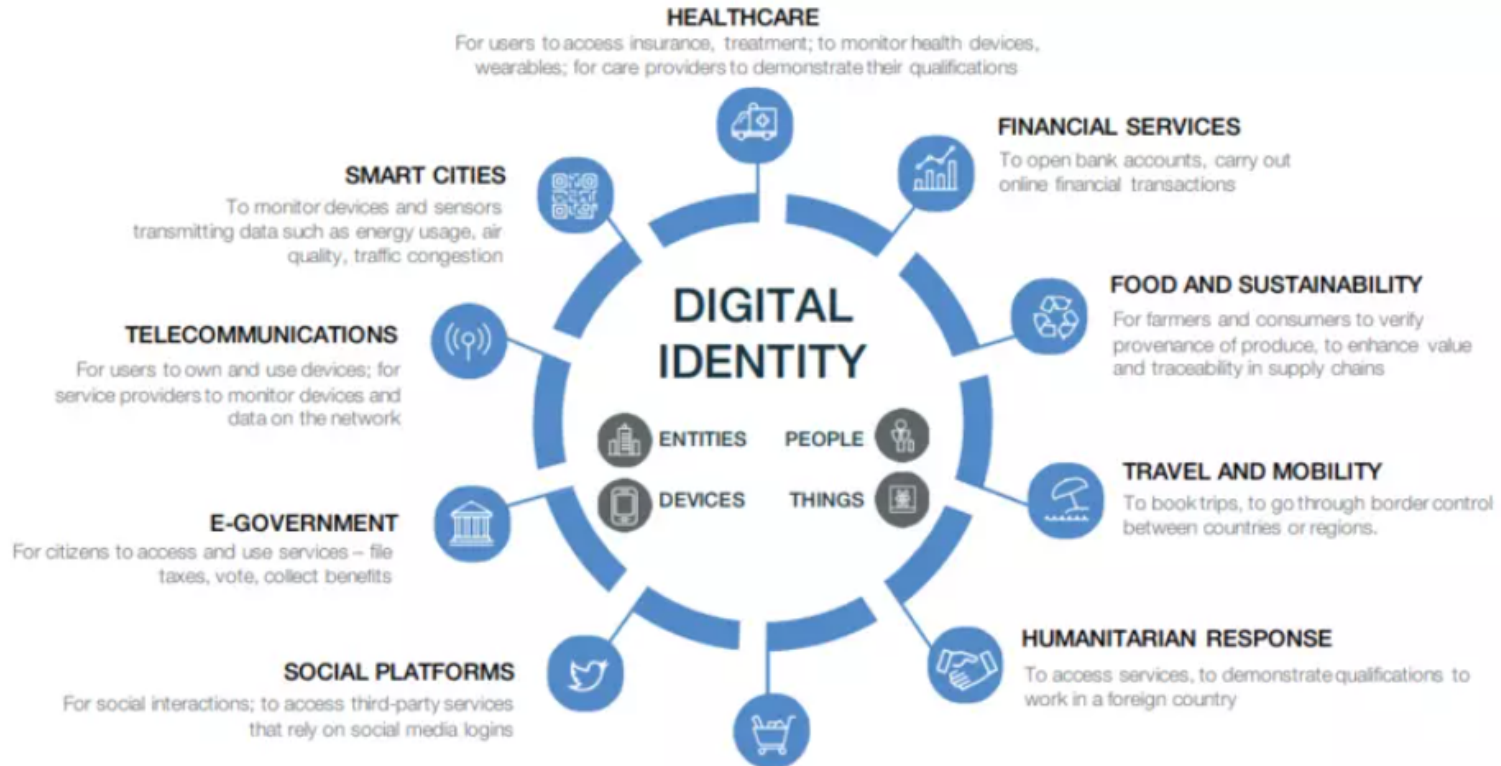 HEALTHCARE
For users to access insurance, treatment; to monitor health devices,
wearables; for care providers to demonstrate their qualifications
FINANCIAL SERVICES
To open bank accounts, carry out
online financial transactions
FOOD AND SUSTAINABILITY
For farmers and consumers to verify
provenance of produce, to enhance value
and traceability in supply chains
TRAVEL AND MOBILITY
To book trips, to go through border control
between countries or regions.
HUMANITARIAN RESPONSE
To access services, to demonstrate qualifications to
work in a foreign country
SOCIAL PLATFORMS
For social interactions; to access third-party services
that rely on social media logins
E-GOVERNMENT
For citizens to access and use services – file
taxes, vote, collect benefits
TELECOMMUNICATIONS
For users to own and use devices; for
service providers to monitor devices and
data on the network
SMART CITIES
To monitor devices and sensors
transmitting data such as energy usage, air
quality, traffic congestion
DIGITAL
IDENTITY
ENTITIES PEOPLE
DEVICES THINGS